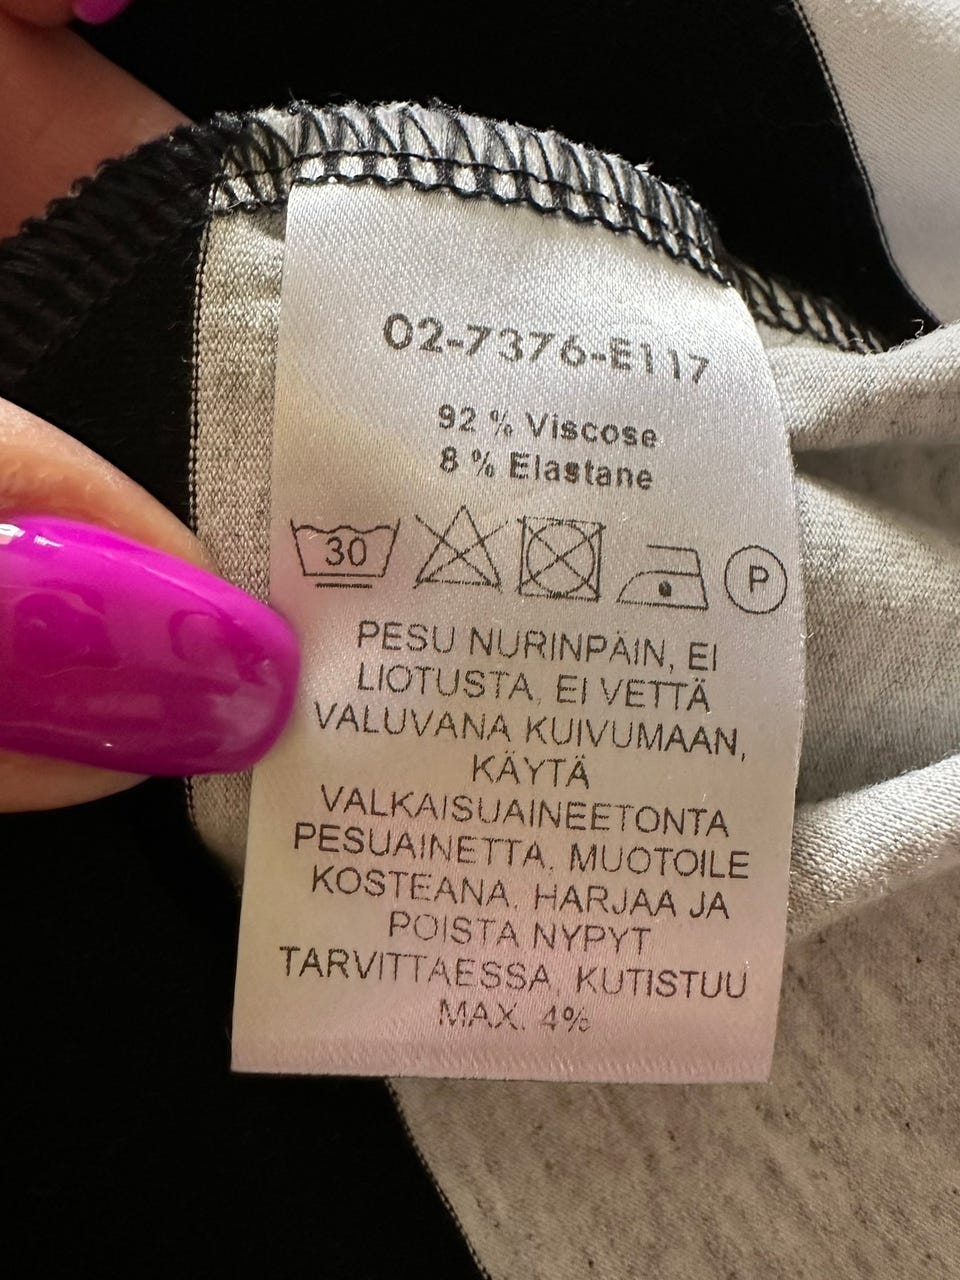 02-7376-E117
92 % Viscose
8 % Elastane
30 P
PESU NURINPÄIN, EI
LIOTUSTA, EI VETTÄ
VALUVANA KUIVUMAAN,
KÄYTÄ
VALKAISUAINEETONTA
PESUAINETTA, MUOTOILE
KOSTEANA, HARJAA JA
POISTA NYPYT
TARVITTAESSA, KUTISTUU
MAX. 4%